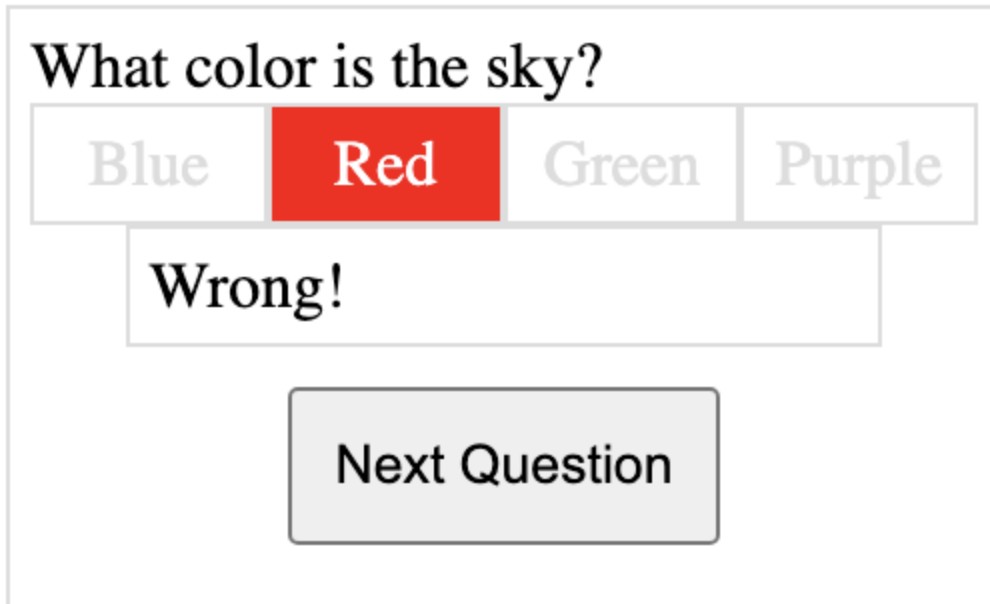 What color is the sky?
Blue Red Green Purple
Wrong!
Next Question